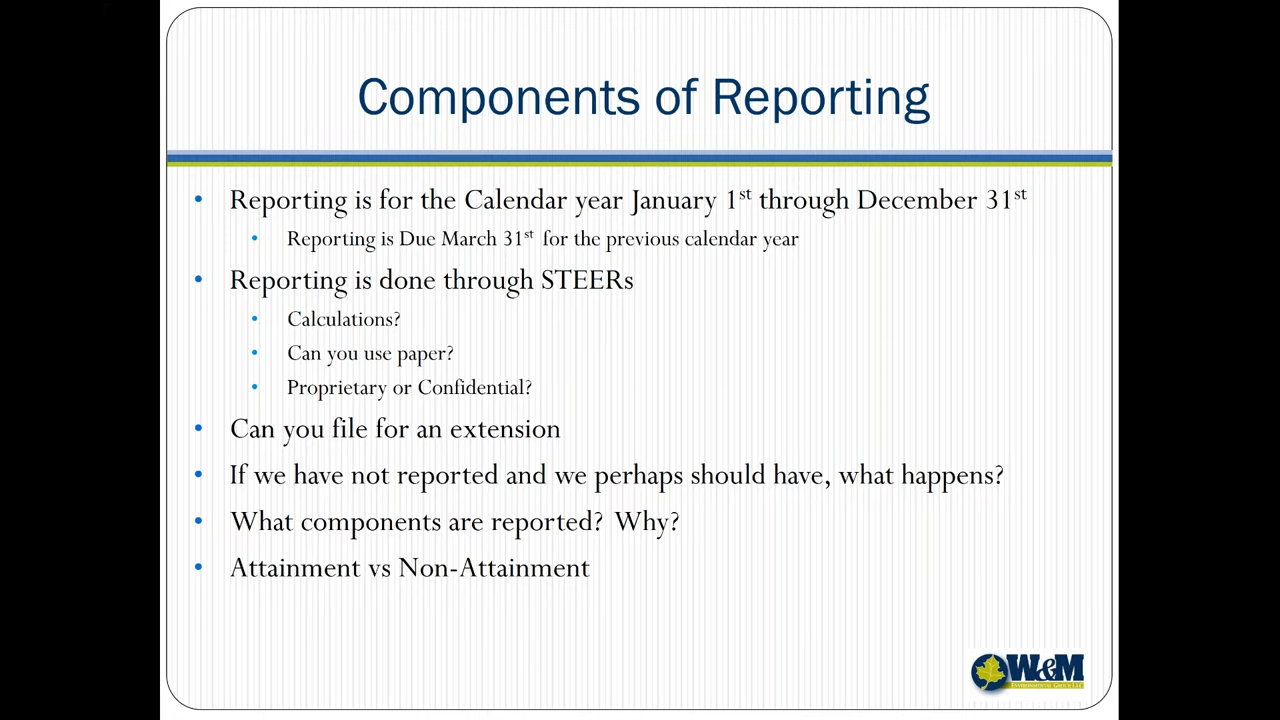 Components of Reporting
• Reporting is for the Calendar year January 1st through December 31st
• Reporting is Due March 31st for the previous calendar year
• Reporting is done through STEERs
• Calculations?
• Can you use paper?
• Proprietary or Confidential?
• Can you file for an extension
• If we have not reported and we perhaps should have, what happens?
• What components are reported? Why?
• Attainment vs Non-Attainment
W&M
ENVIRONMENTAL GROUP, LLC